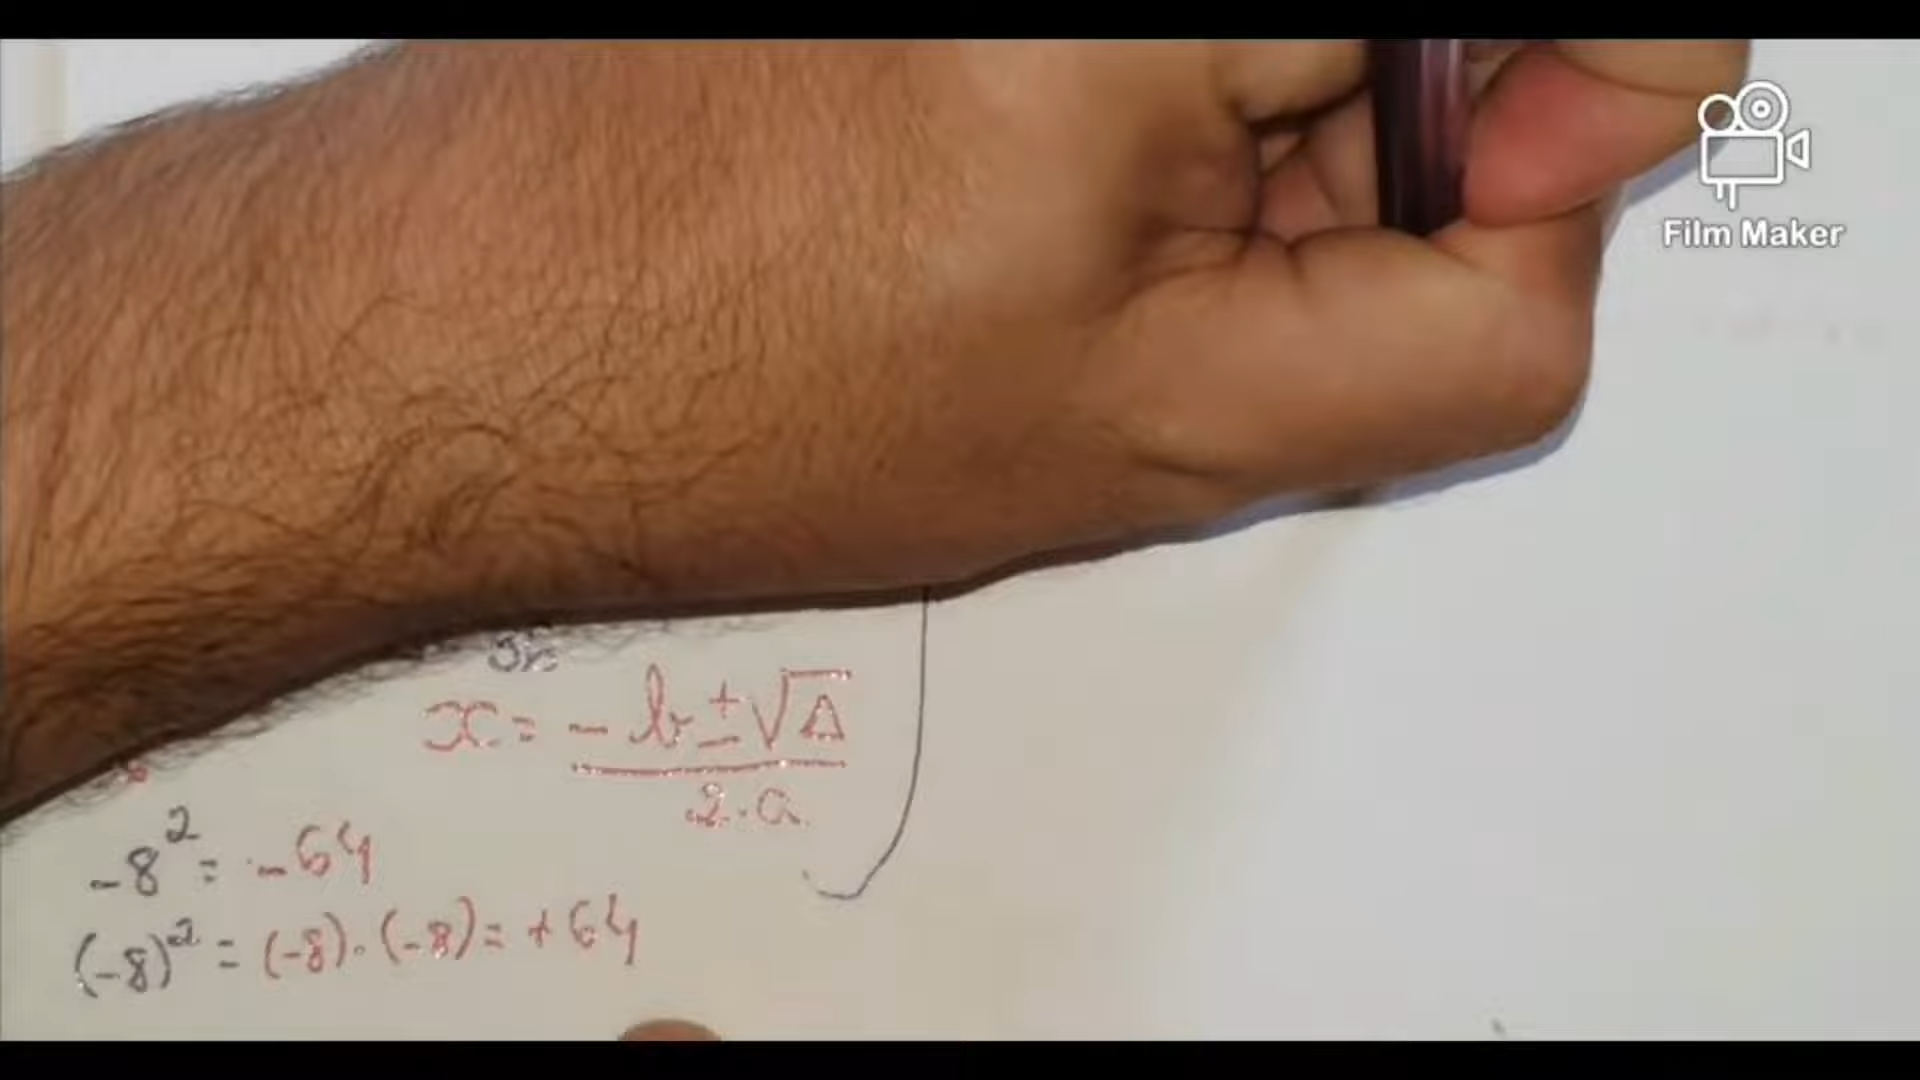 Film Maker
x = -b ± √Δ
2 · a
-8² = -64
(-8)² = (-8) · (-8) = +64